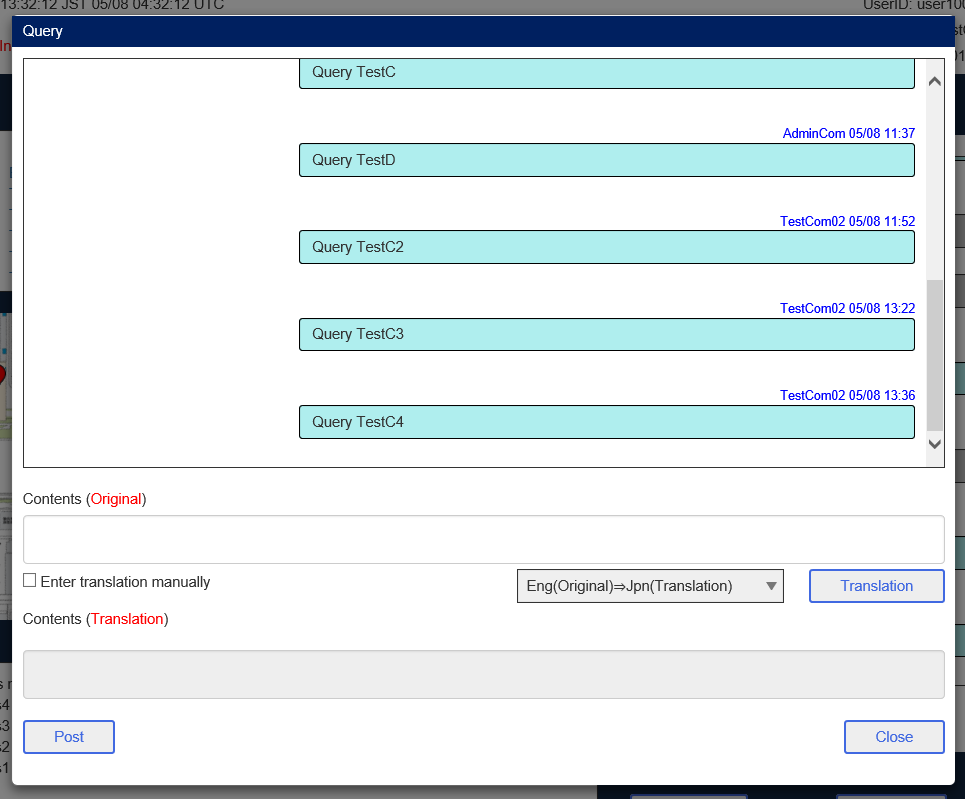 13:32:12 JST 05/08 04:32:12 UTC
UserID: user100
Query
Query TestC
AdminCom 05/08 11:37
Query TestD
TestCom02 05/08 11:52
Query TestC2
TestCom02 05/08 13:22
Query TestC3
TestCom02 05/08 13:36
Query TestC4
Contents (Original)
Enter translation manually
Eng(Original)⇒Jpn(Translation)
Translation
Contents (Translation)
Post
Close